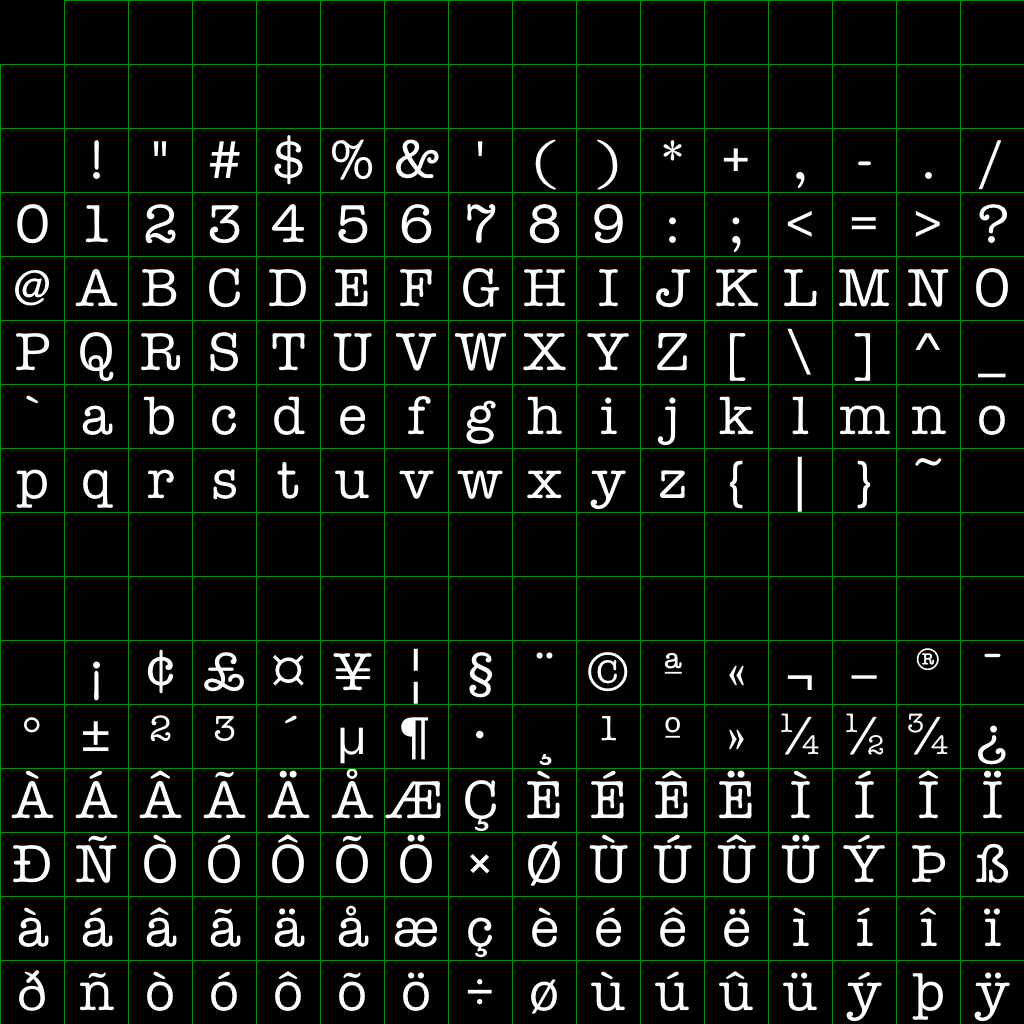 ! " # $ % & ' ( ) * + , - . /
0 1 2 3 4 5 6 7 8 9 : ; < = > ?
@ A B C D E F G H I J K L M N O
P Q R S T U V W X Y Z [ \ ] ^ _
` a b c d e f g h i j k l m n o
p q r s t u v w x y z { | } ~
¡ ¢ £ ¤ ¥ ¦ § ¨ © ª « ¬ – ® ¯
° ± ² ³ ´ µ ¶ · ¸ ¹ º » ¼ ½ ¾ ¿
À Á Â Ã Ä Å Æ Ç È É Ê Ë Ì Í Î Ï
Ð Ñ Ò Ó Ô Õ Ö × Ø Ù Ú Û Ü Ý Þ ß
à á â ã ä å æ ç è é ê ë ì í î ï
ð ñ ò ó ô õ ö ÷ ø ù ú û ü ý þ ÿ